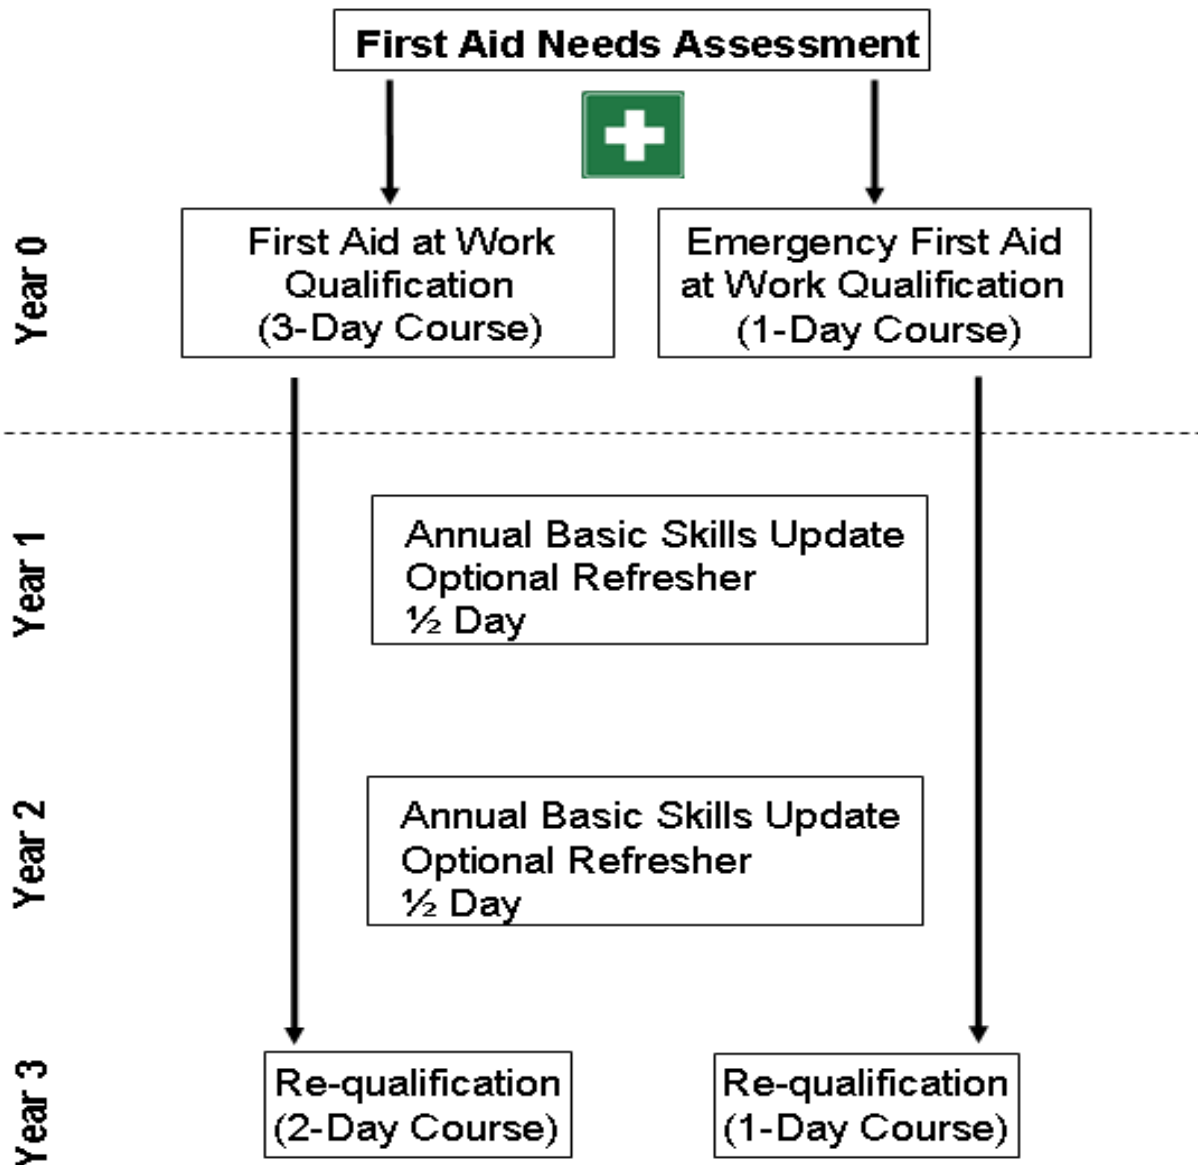 First Aid Needs Assessment
Year 0
First Aid at Work
Qualification
(3-Day Course)
Emergency First Aid
at Work Qualification
(1-Day Course)
Year 1
Annual Basic Skills Update
Optional Refresher
½ Day
Year 2
Annual Basic Skills Update
Optional Refresher
½ Day
Year 3
Re-qualification
(2-Day Course)
Re-qualification
(1-Day Course)